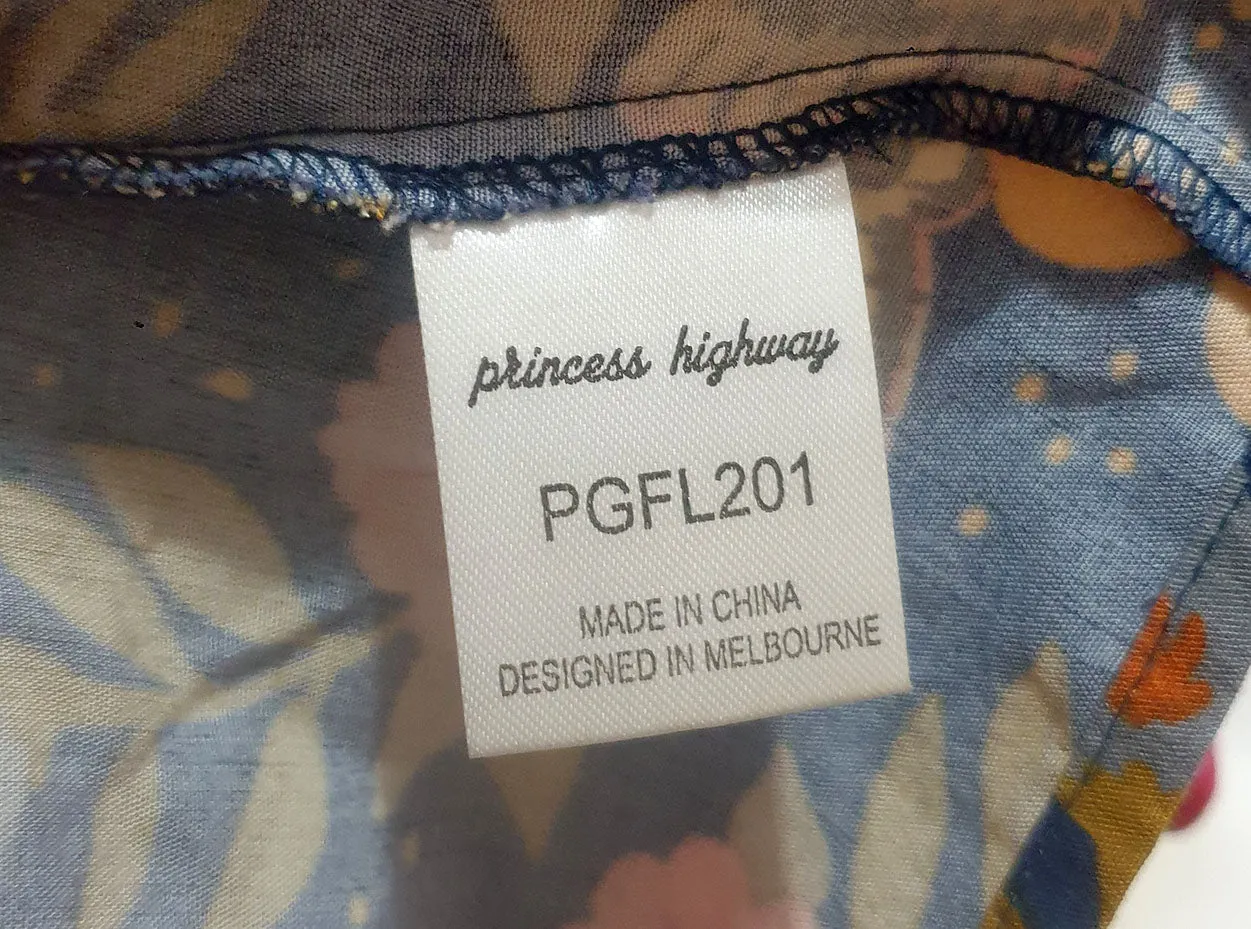 princess highway
PGFL201
MADE IN CHINA
DESIGNED IN MELBOURNE